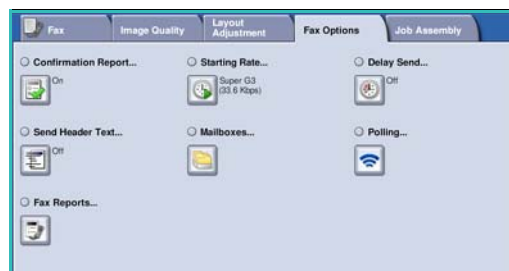 Fax
Image Quality
Layout
Adjustment
Fax Options
Job Assembly
Confirmation Report...
On
Starting Rate...
Super G3
(33.6 Kbps)
Delay Send...
Off
Send Header Text...
Off
Mailboxes...
Polling...
Fax Reports...